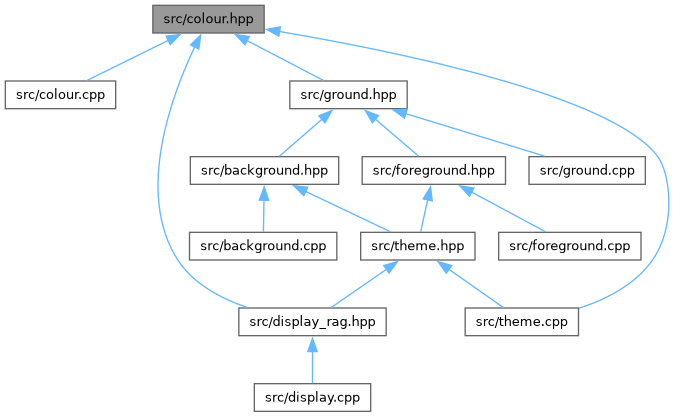 src/colour.hpp
src/colour.cpp
src/ground.hpp
src/background.hpp
src/foreground.hpp
src/ground.cpp
src/background.cpp
src/theme.hpp
src/foreground.cpp
src/display_rag.hpp
src/theme.cpp
src/display.cpp